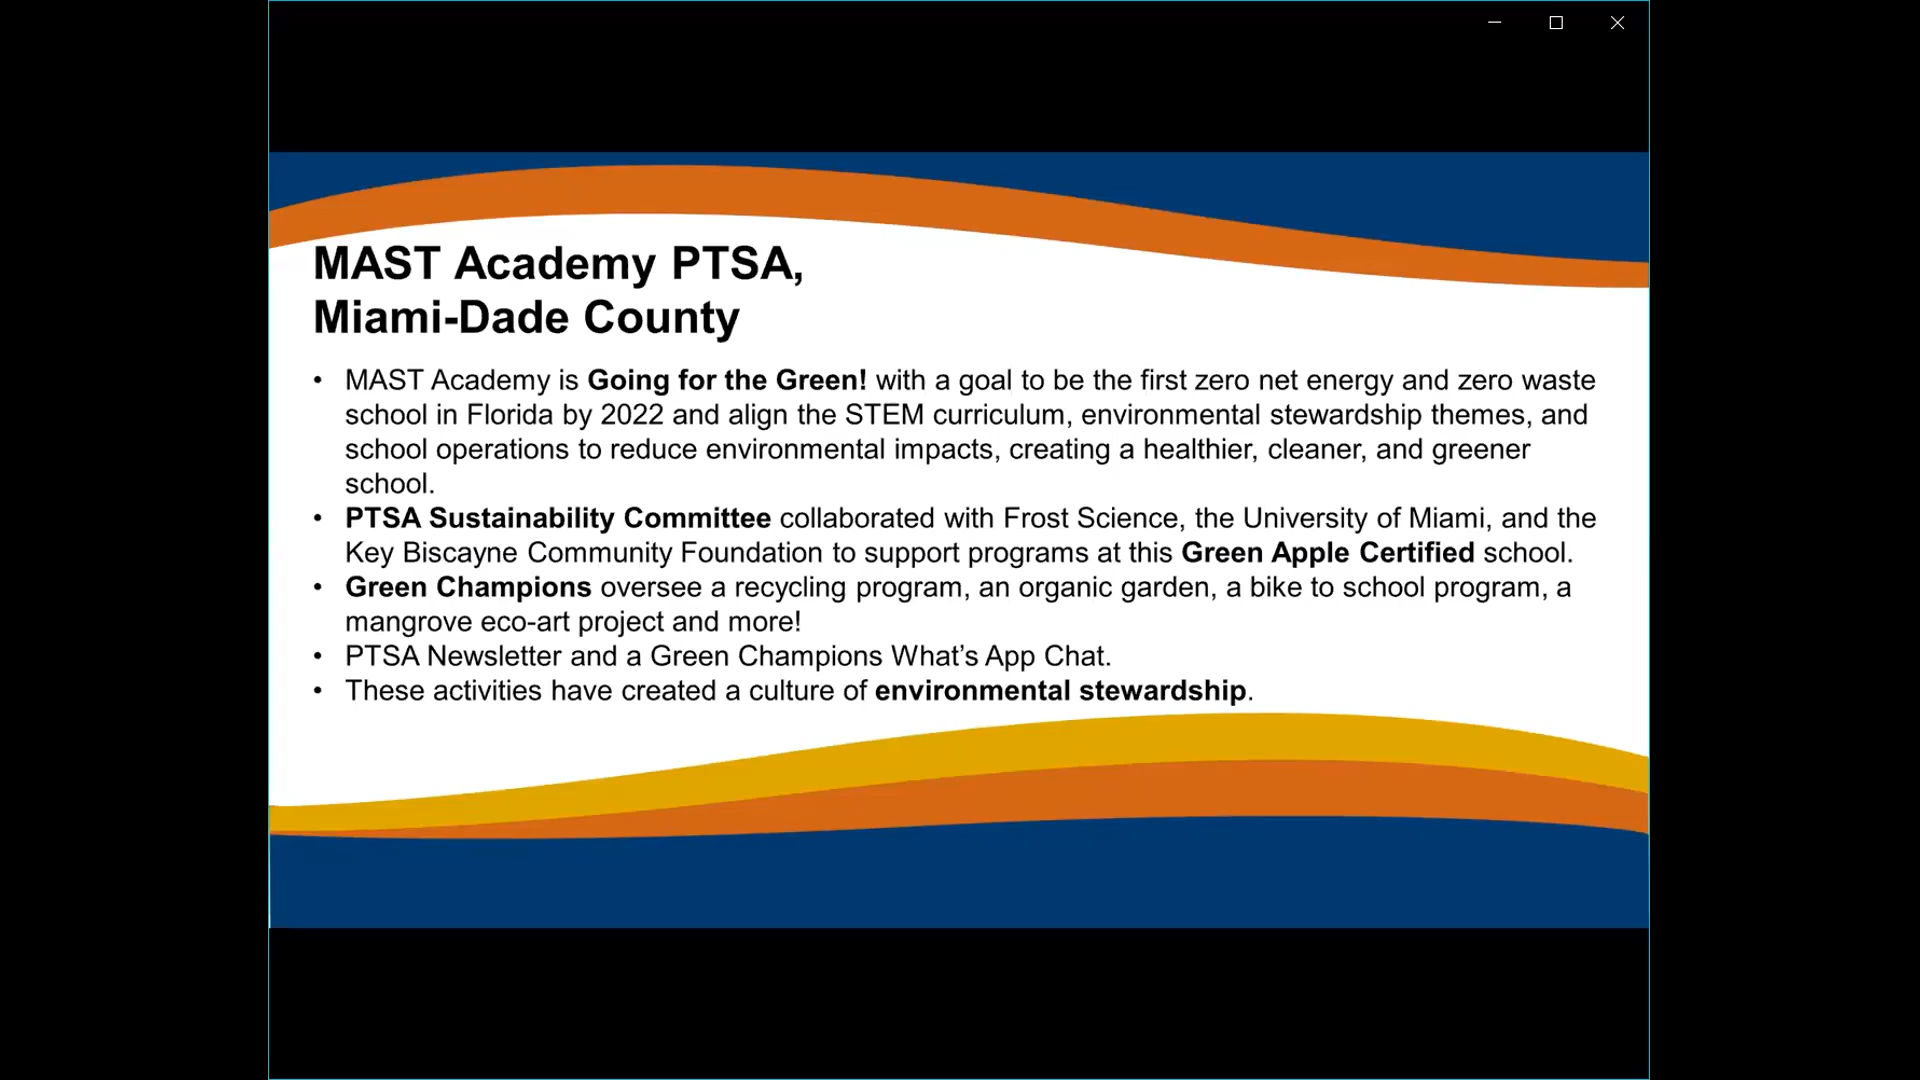 MAST Academy PTSA,
Miami-Dade County
• MAST Academy is Going for the Green! with a goal to be the first zero net energy and zero waste
school in Florida by 2022 and align the STEM curriculum, environmental stewardship themes, and
school operations to reduce environmental impacts, creating a healthier, cleaner, and greener
school.
• PTSA Sustainability Committee collaborated with Frost Science, the University of Miami, and the
Key Biscayne Community Foundation to support programs at this Green Apple Certified school.
• Green Champions oversee a recycling program, an organic garden, a bike to school program, a
mangrove eco-art project and more!
• PTSA Newsletter and a Green Champions What’s App Chat.
• These activities have created a culture of environmental stewardship.